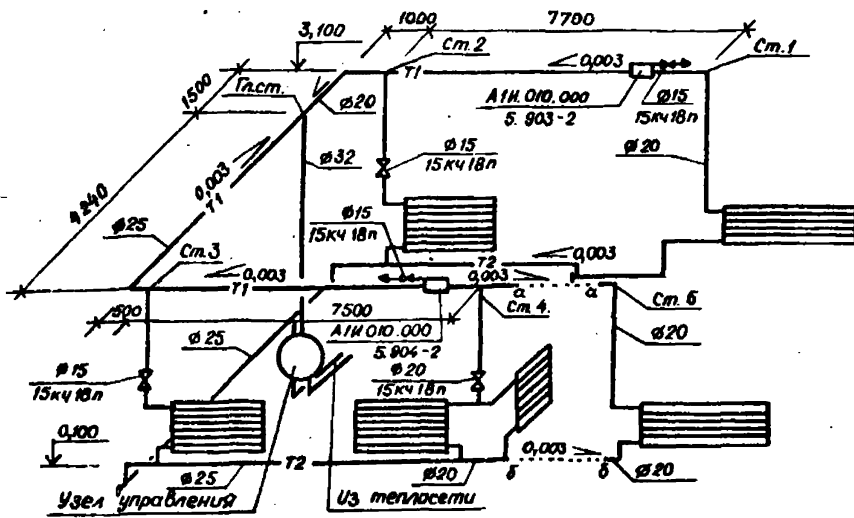 1000
7700
3,100
Ст.2
Ст.1
Т1
0,003
1500
Гл.ст.
ø20
А1И.010.000
5.903-2
ø15
15кч18п
ø32
ø15
15кч18п
ø20
0,003
Т1
4240
ø25
ø15
15кч18п
Ст.3
0,003
Т2
0,003
Т1
0,003
а
а
Ст.4.
Ст.6
500
7500
А1И.010.000
5.904-2
ø25
ø20
ø15
15кч18п
ø20
15кч18п
0,100
0,003
Т2
ø25
ø20
б
б
ø20
Узел управления
Из теплосети